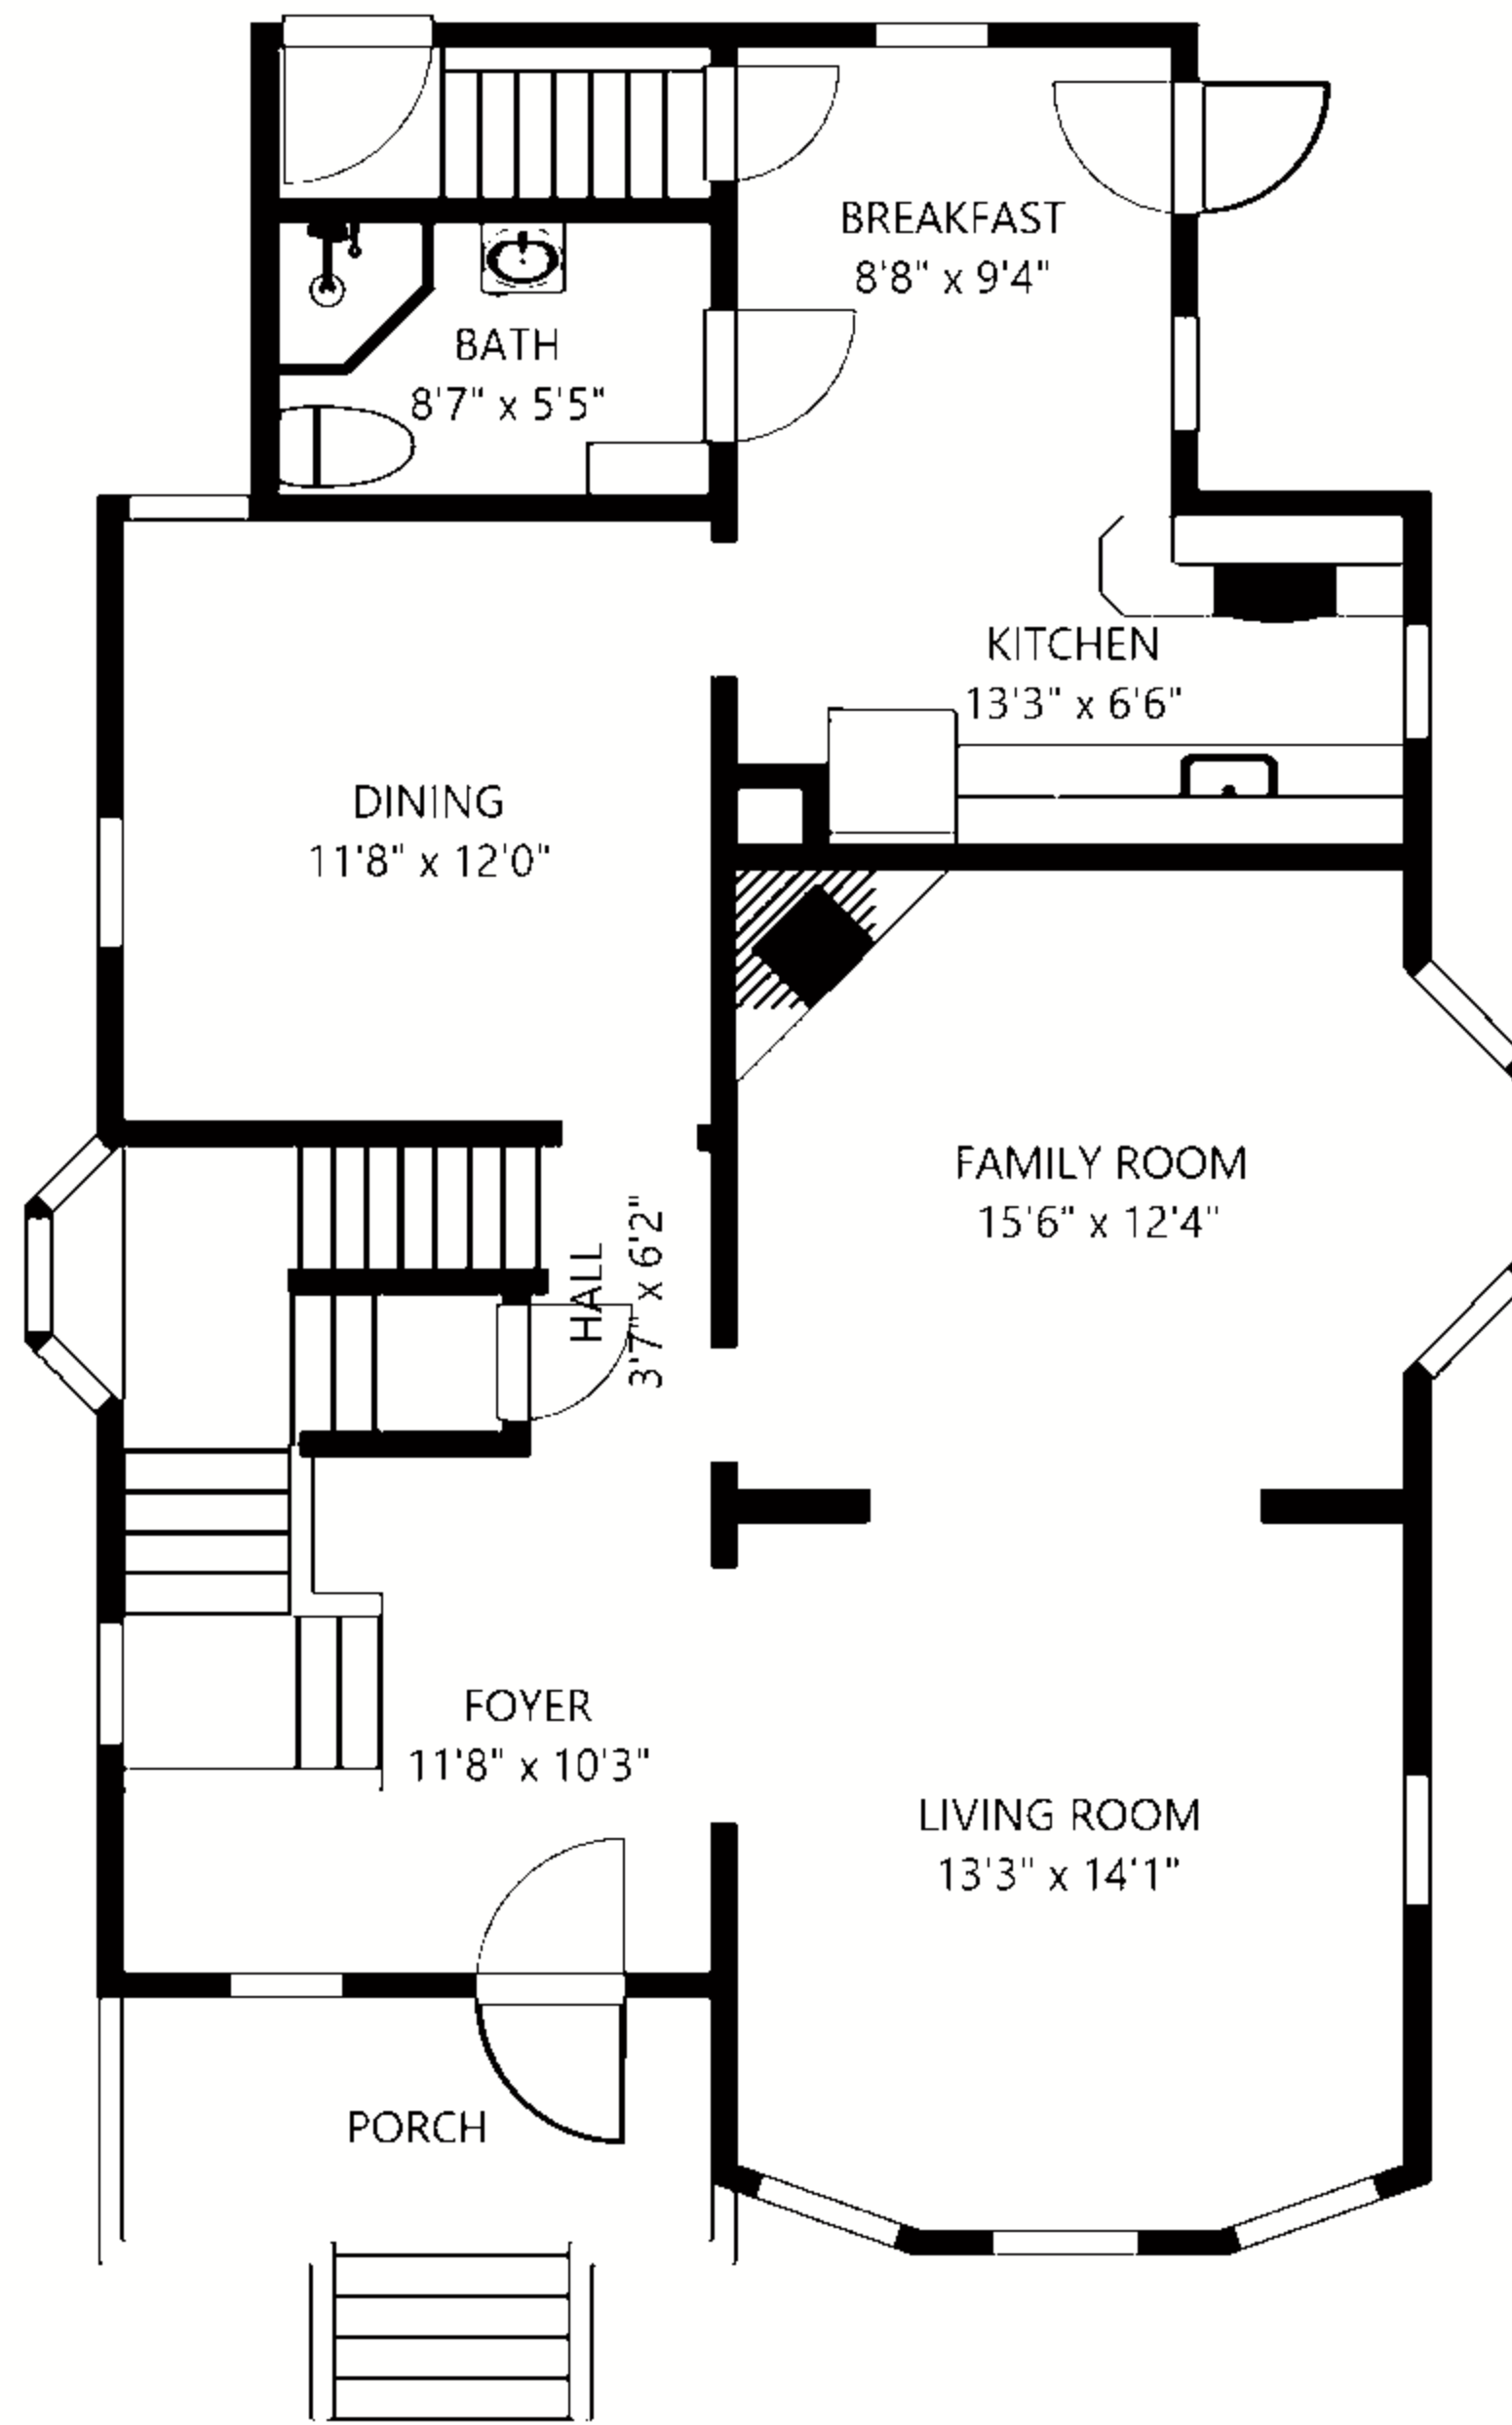 BREAKFAST
8'8" x 9'4"
BATH
8'7" x 5'5"
KITCHEN
13'3" x 6'6"
DINING
11'8" x 12'0"
FAMILY ROOM
15'6" x 12'4"
HALL
3'7" x 6'2"
FOYER
11'8" x 10'3"
LIVING ROOM
13'3" x 14'1"
PORCH